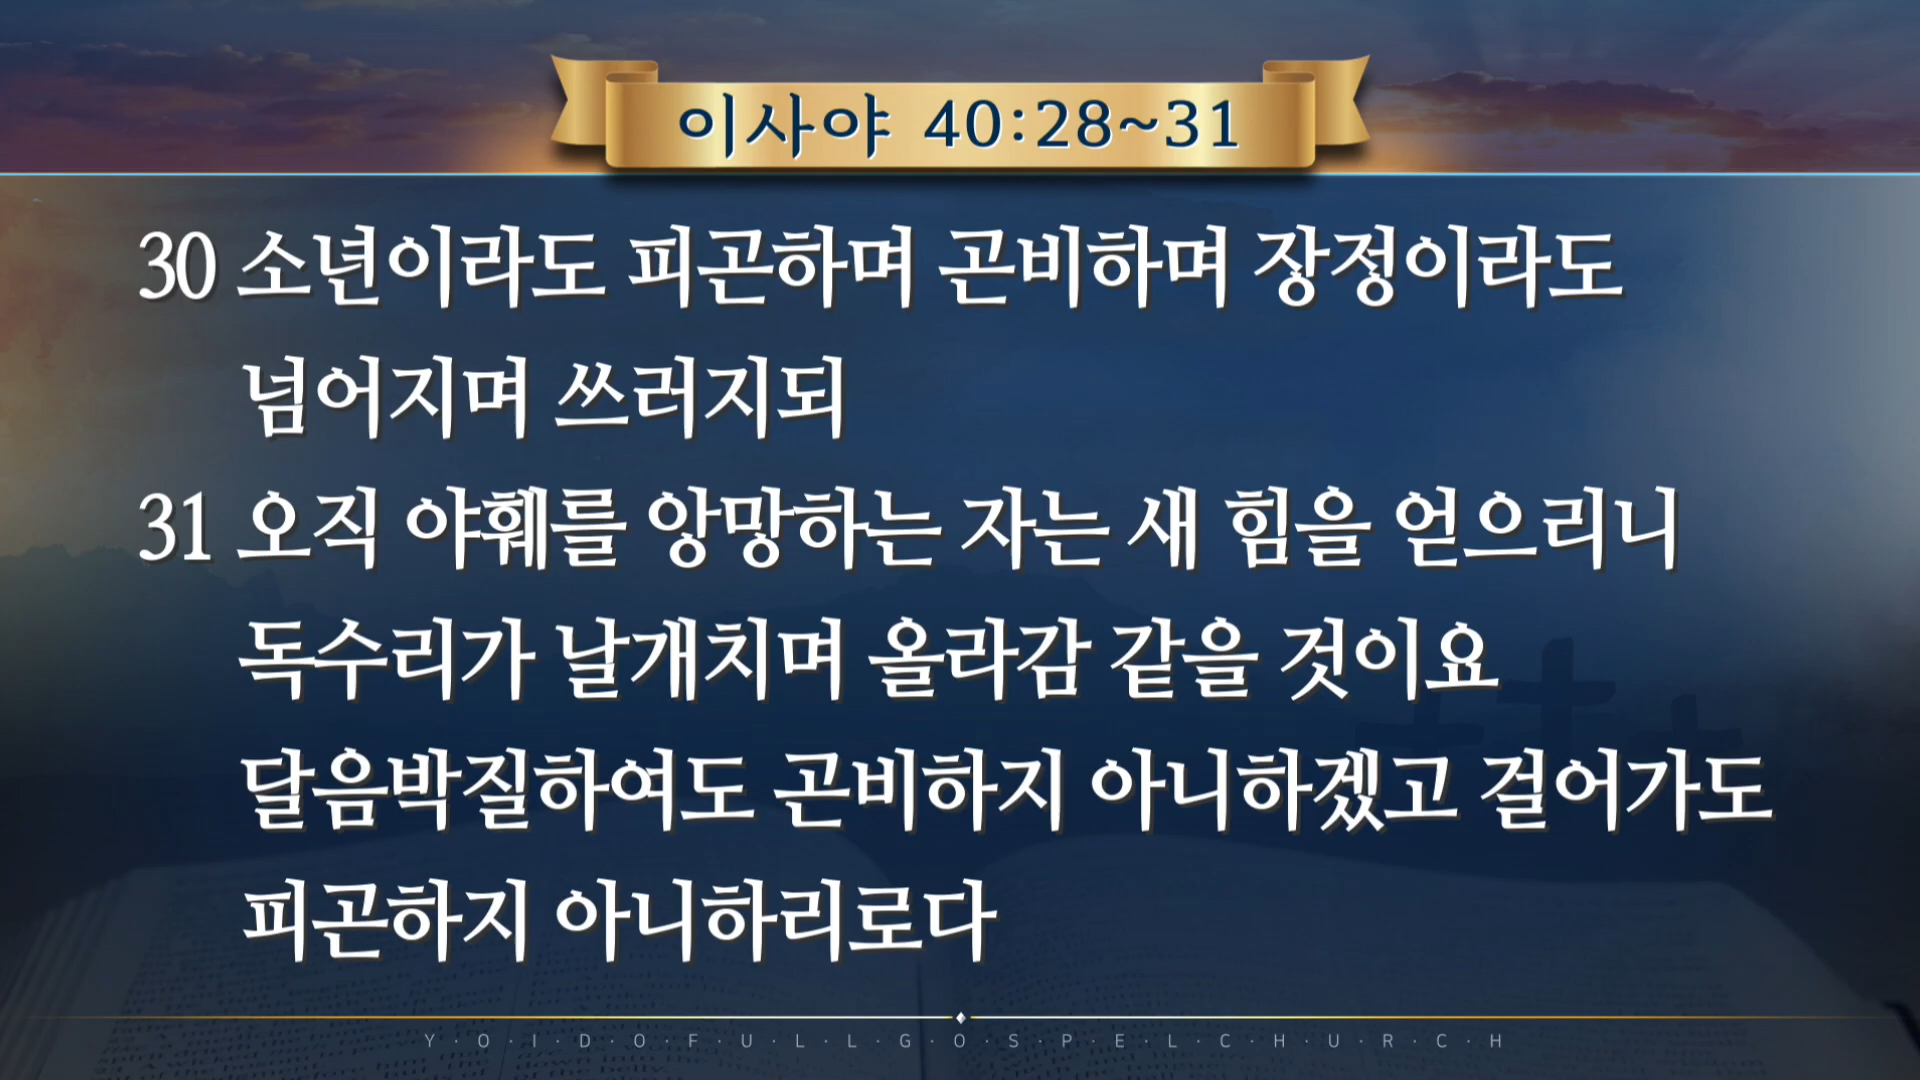 이사야 40:28~31
30 소년이라도 피곤하며 곤비하며 장정이라도
넘어지며 쓰러지되
31 오직 야훼를 앙망하는 자는 새 힘을 얻으리니
독수리가 날개치며 올라감 같을 것이요
달음박질하여도 곤비하지 아니하겠고 걸어가도
피곤하지 아니하리로다
Y·O·I·D·O·F·U·L·L·G·O·S·P·E·L·C·H·U·R·C·H